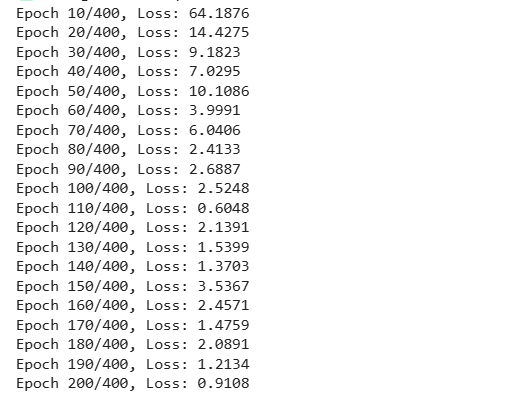 Epoch 10/400, Loss: 64.1876
Epoch 20/400, Loss: 14.4275
Epoch 30/400, Loss: 9.1823
Epoch 40/400, Loss: 7.0295
Epoch 50/400, Loss: 10.1086
Epoch 60/400, Loss: 3.9991
Epoch 70/400, Loss: 6.0406
Epoch 80/400, Loss: 2.4133
Epoch 90/400, Loss: 2.6887
Epoch 100/400, Loss: 2.5248
Epoch 110/400, Loss: 0.6048
Epoch 120/400, Loss: 2.1391
Epoch 130/400, Loss: 1.5399
Epoch 140/400, Loss: 1.3703
Epoch 150/400, Loss: 3.5367
Epoch 160/400, Loss: 2.4571
Epoch 170/400, Loss: 1.4759
Epoch 180/400, Loss: 2.0891
Epoch 190/400, Loss: 1.2134
Epoch 200/400, Loss: 0.9108